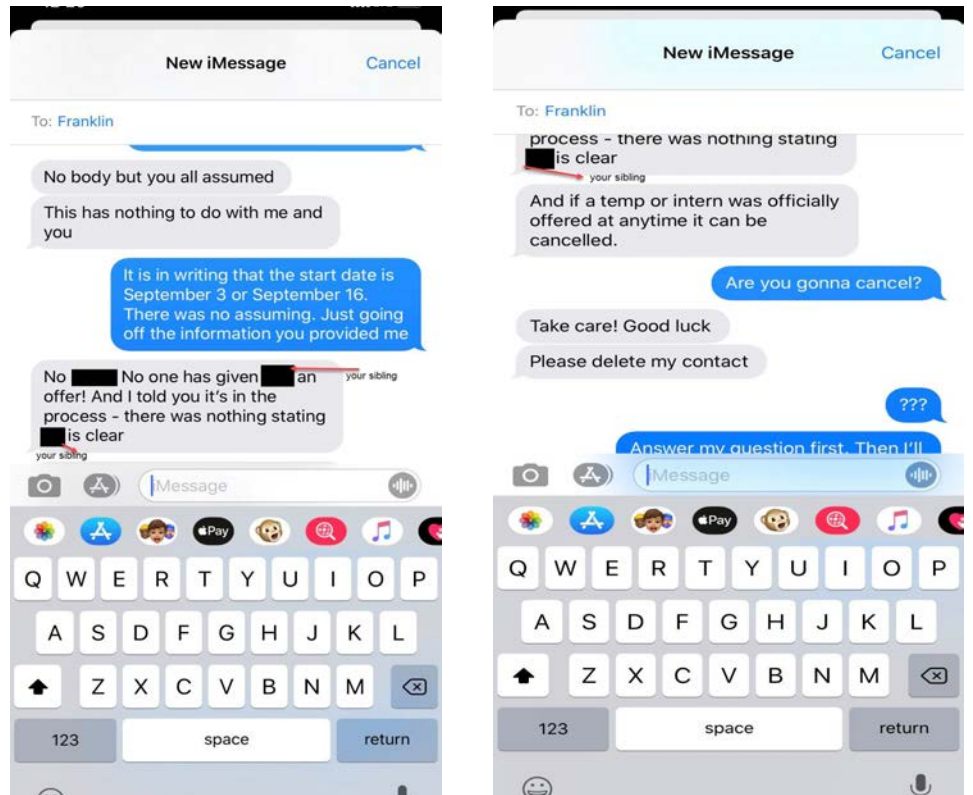 New iMessage
Cancel
To: Franklin
No body but you all assumed
This has nothing to do with me and
you
It is in writing that the start date is
September 3 or September 16.
There was no assuming. Just going
off the information you provided me
No No one has given an
your sibling
offer! And I told you it's in the
process - there was nothing stating
is clear
your sibling
iMessage
Pay
Q W E R T Y U I O P
A S D F G H J K L
Z X C V B N M
123
space
return
New iMessage
Cancel
To: Franklin
process - there was nothing stating
is clear
your sibling
And if a temp or intern was officially
offered at anytime it can be
cancelled.
Are you gonna cancel?
Take care! Good luck
Please delete my contact
???
Answer my question first. Then I'll
iMessage
Pay
Q W E R T Y U I O P
A S D F G H J K L
Z X C V B N M
123
space
return